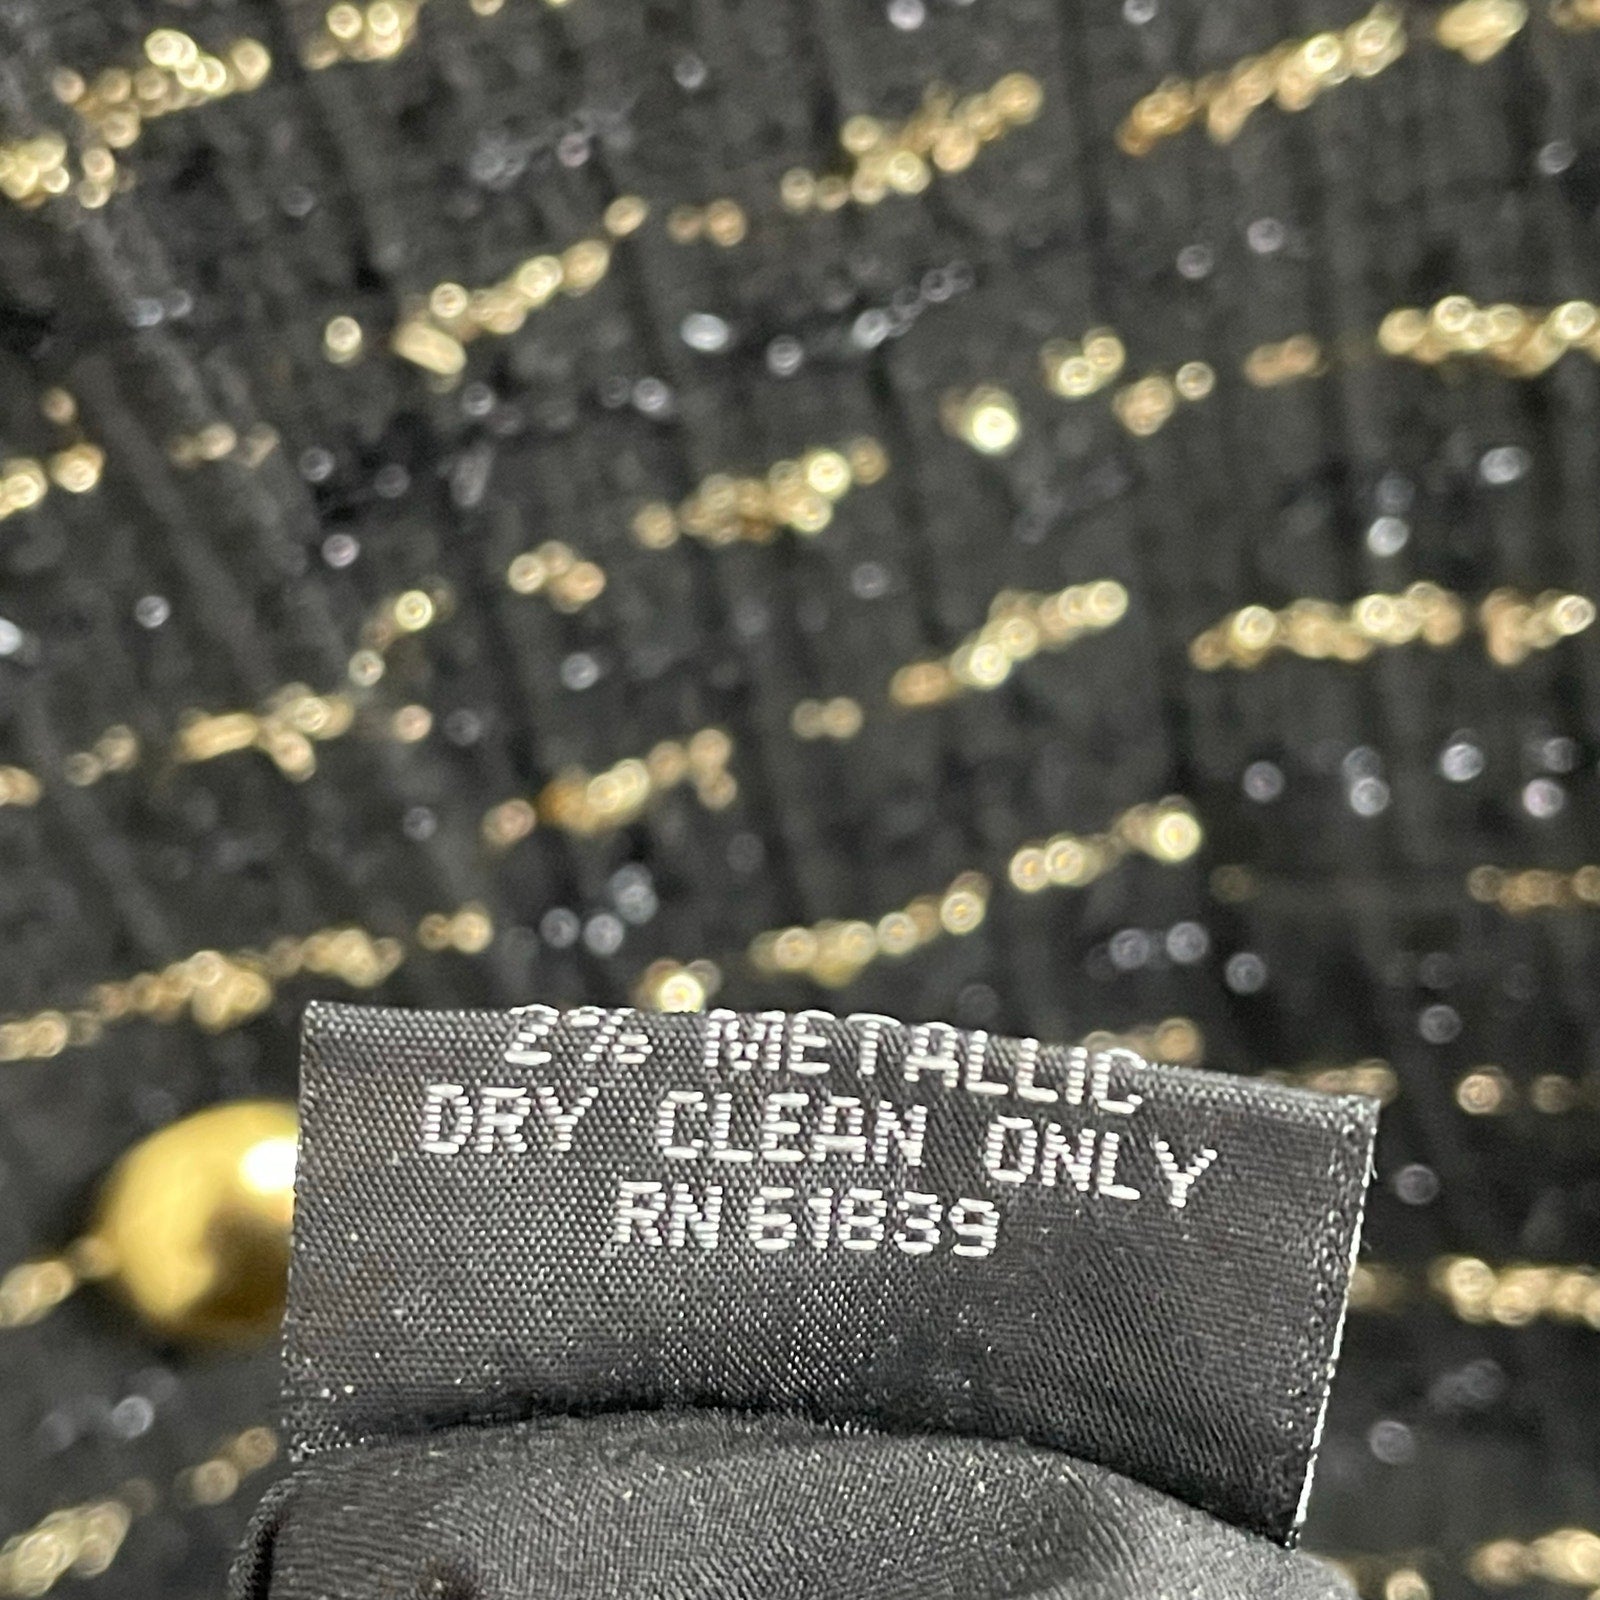 2% METALLIC
DRY CLEAN ONLY
RN 61839